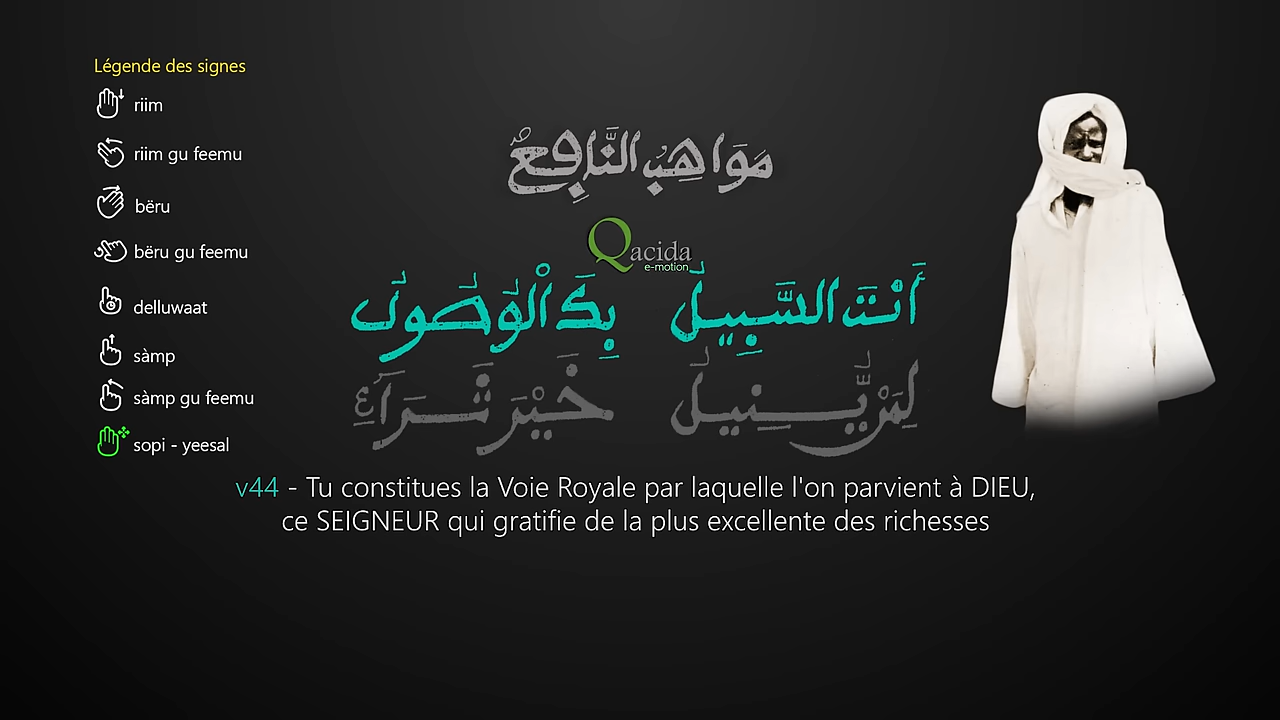 Légende des signes
riim
riim gu feemu
bëru
bëru gu feemu
delluwaat
sàmp
sàmp gu feemu
sopi - yeesal
مَوَاهِبُ النَّافِعُ
Qacida
e-motion
أَنْتَ السَّبِيلُ بِكَ الْوُصُولُ
خَيْرَ ثَرَاءٍ
v44 - Tu constitues la Voie Royale par laquelle l'on parvient à DIEU,
ce SEIGNEUR qui gratifie de la plus excellente des richesses